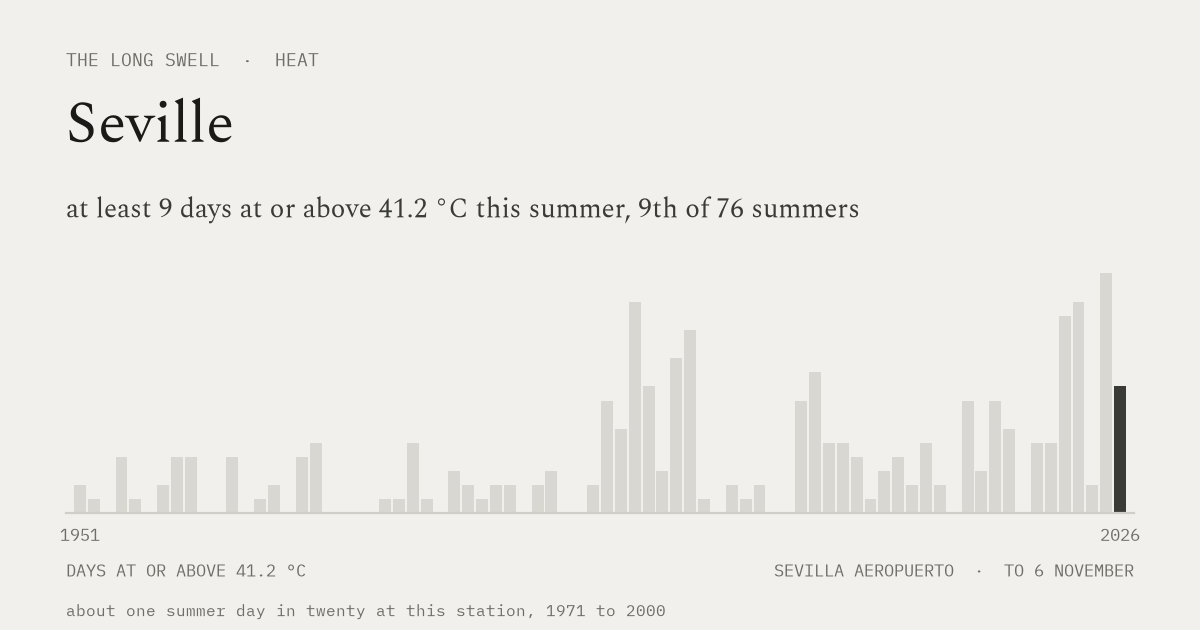 THE LONG SWELL · HEAT
Seville
at least 9 days at or above 41.2 °C this summer, 9th of 76 summers
1951 2026
DAYS AT OR ABOVE 41.2 °C SEVILLA AEROPUERTO · TO 6 NOVEMBER
about one summer day in twenty at this station, 1971 to 2000